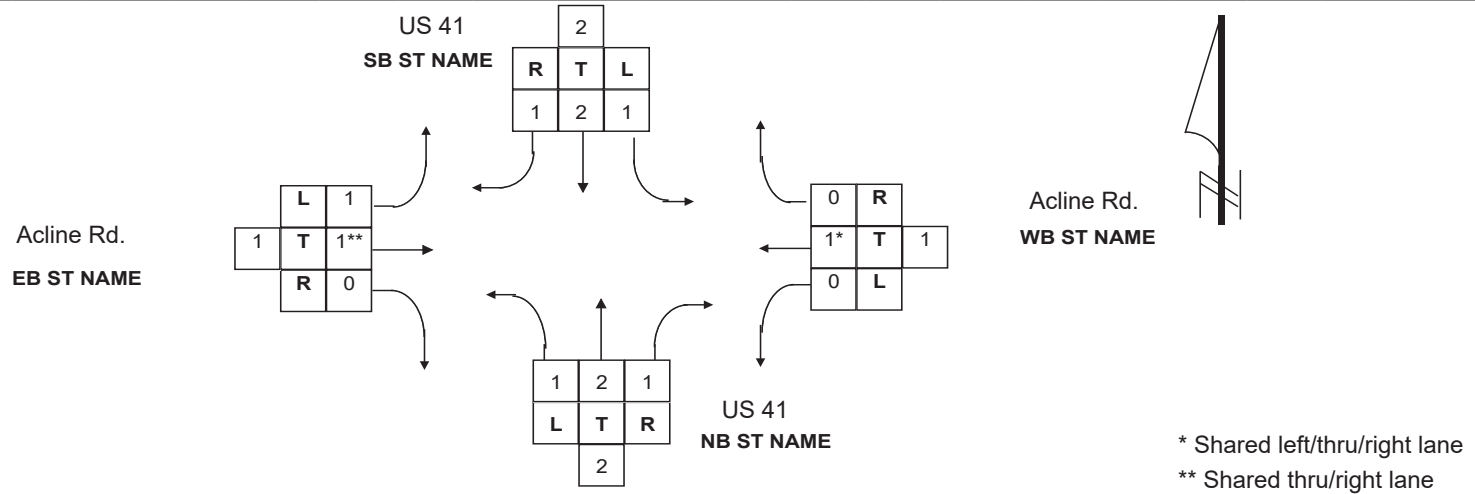 US 41
SB ST NAME
2
R T L
1 2 1
Acline Rd.
EB ST NAME
L 1
1 T 1**
R 0
0 R
1* T 1
0 L
Acline Rd.
WB ST NAME
N
1 2 1
L T R
2
US 41
NB ST NAME
* Shared left/thru/right lane
** Shared thru/right lane